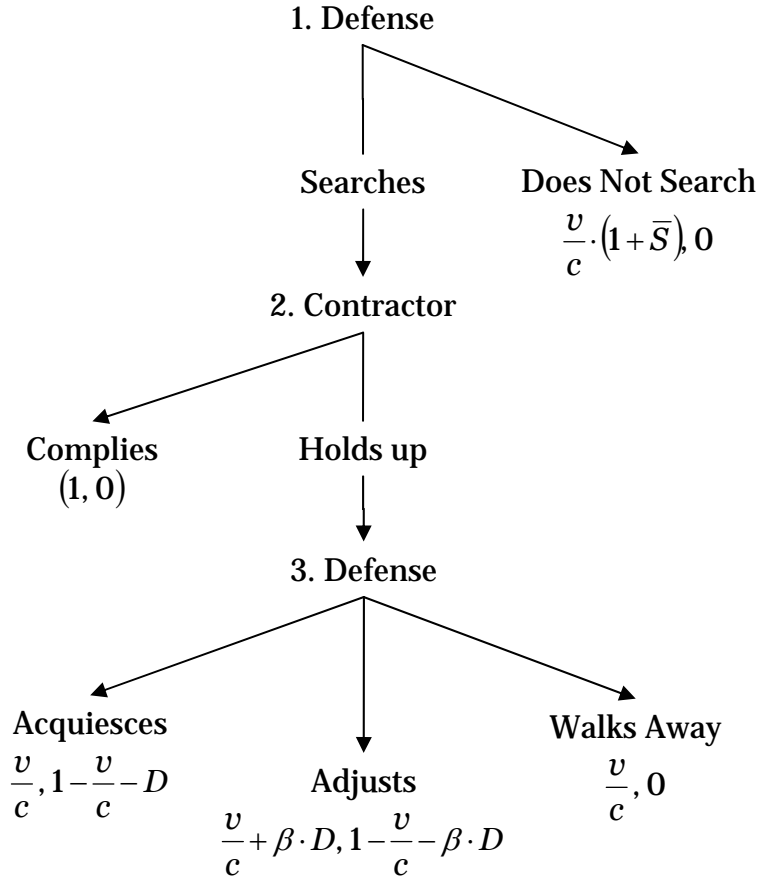 1. Defense
Searches
Does Not Search
v/c · (1 + S̅), 0
2. Contractor
Complies
(1, 0)
Holds up
3. Defense
Acquiesces
v/c, 1 − v/c − D
Adjusts
v/c + β · D, 1 − v/c − β · D
Walks Away
v/c, 0